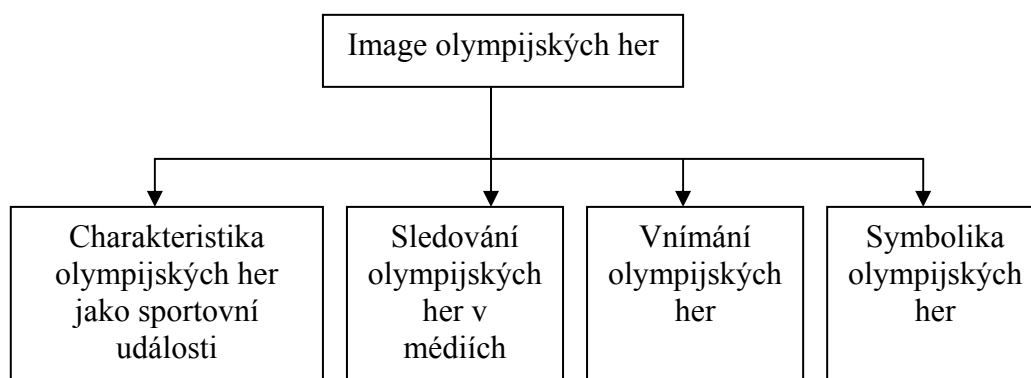 Image olympijských her
Charakteristika
olympijských her
jako sportovní
události
Sledování
olympijských
her v
médiích
Vnímání
olympijských
her
Symbolika
olympijských
her